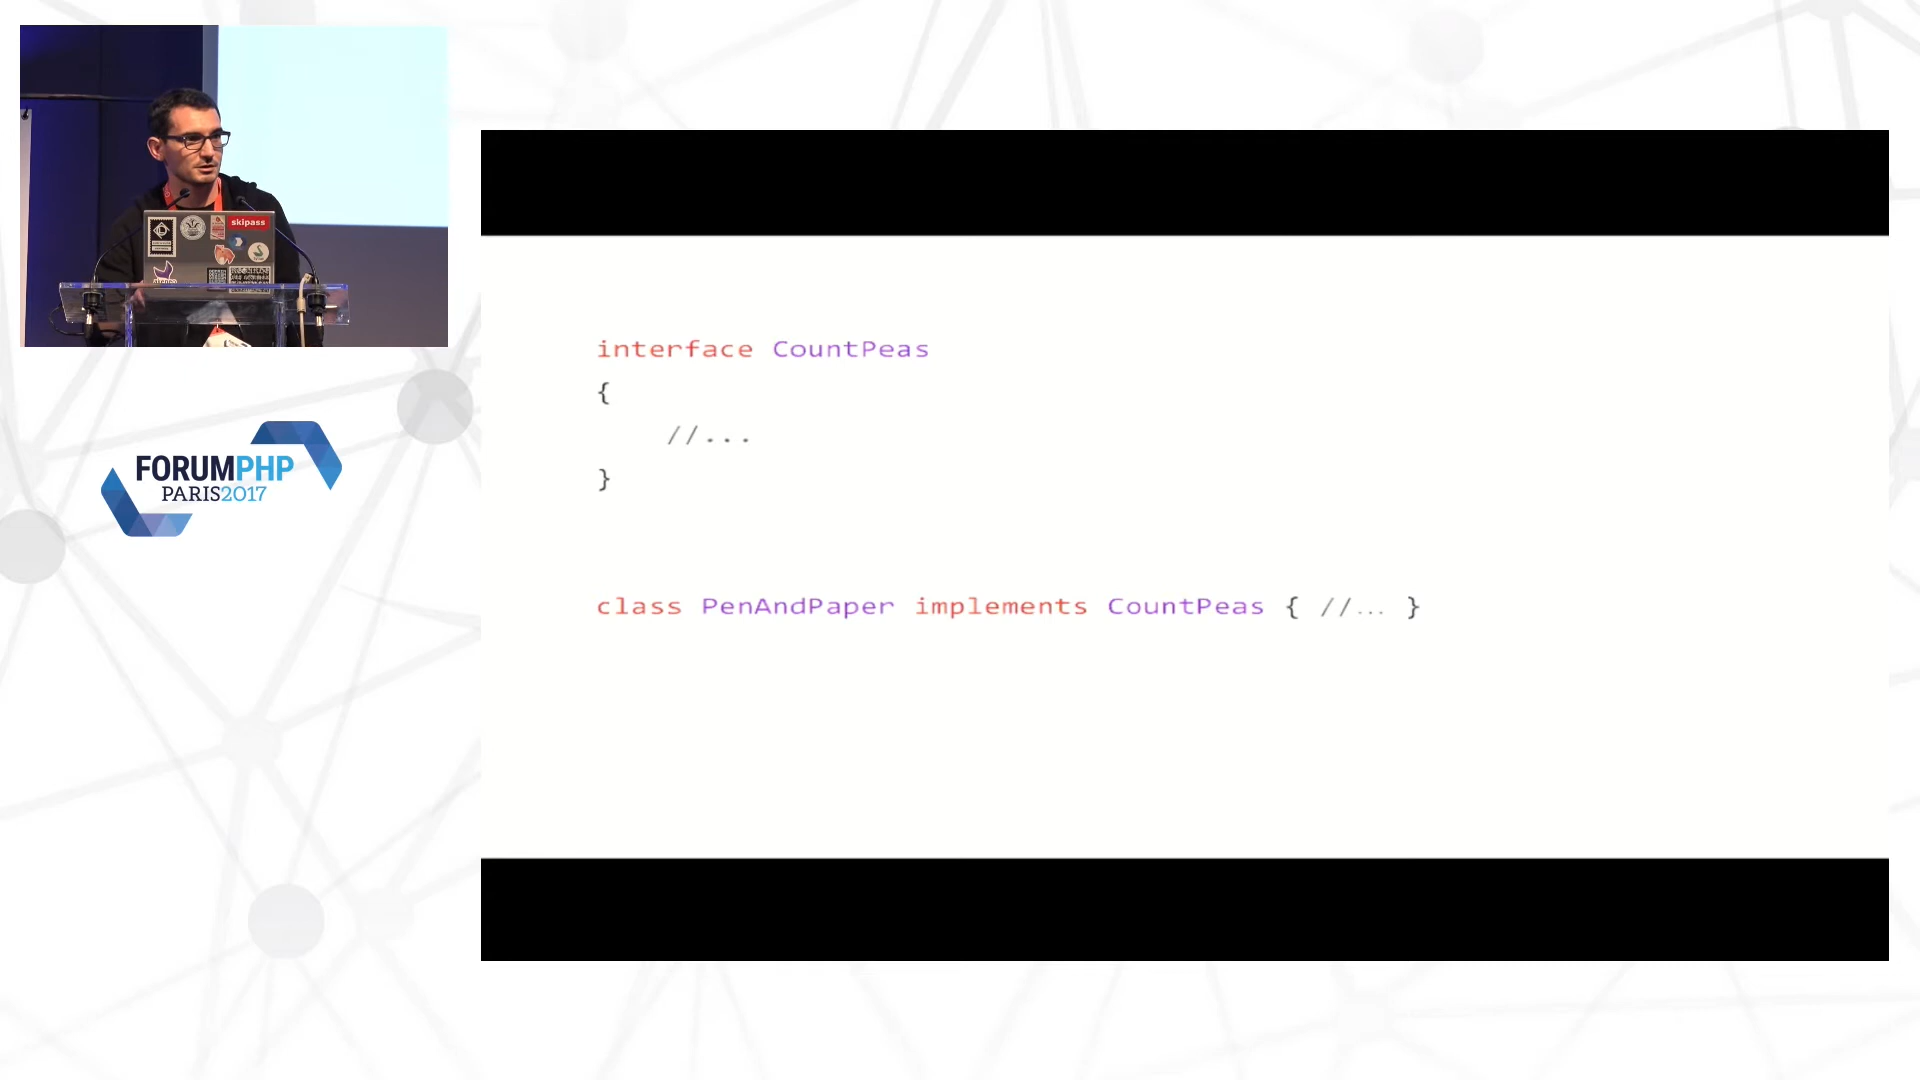 skipass
FORUMPHP
PARIS2017
interface CountPeas
{
//...
}
class PenAndPaper implements CountPeas { //... }